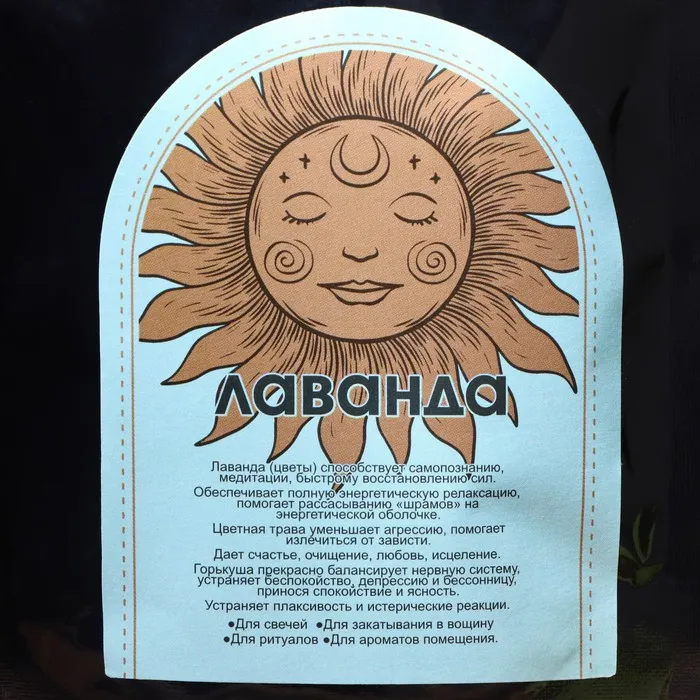 лаванда
Лаванда (цветы) способствует самопознанию,
медитации, быстрому восстановлению сил.
Обеспечивает полную энергетическую релаксацию,
помогает рассасыванию «шрамов» на
энергетической оболочке.
Цветная трава уменьшает агрессию, помогает
излечиться от зависти.
Дает счастье, очищение, любовь, исцеление.
Горькуша прекрасно балансирует нервную систему,
устраняет беспокойство, депрессию и бессонницу,
принося спокойствие и ясность.
Устраняет плаксивость и истерические реакции.
●Для свечей ●Для закатывания в вощину
●Для ритуалов ●Для ароматов помещения.